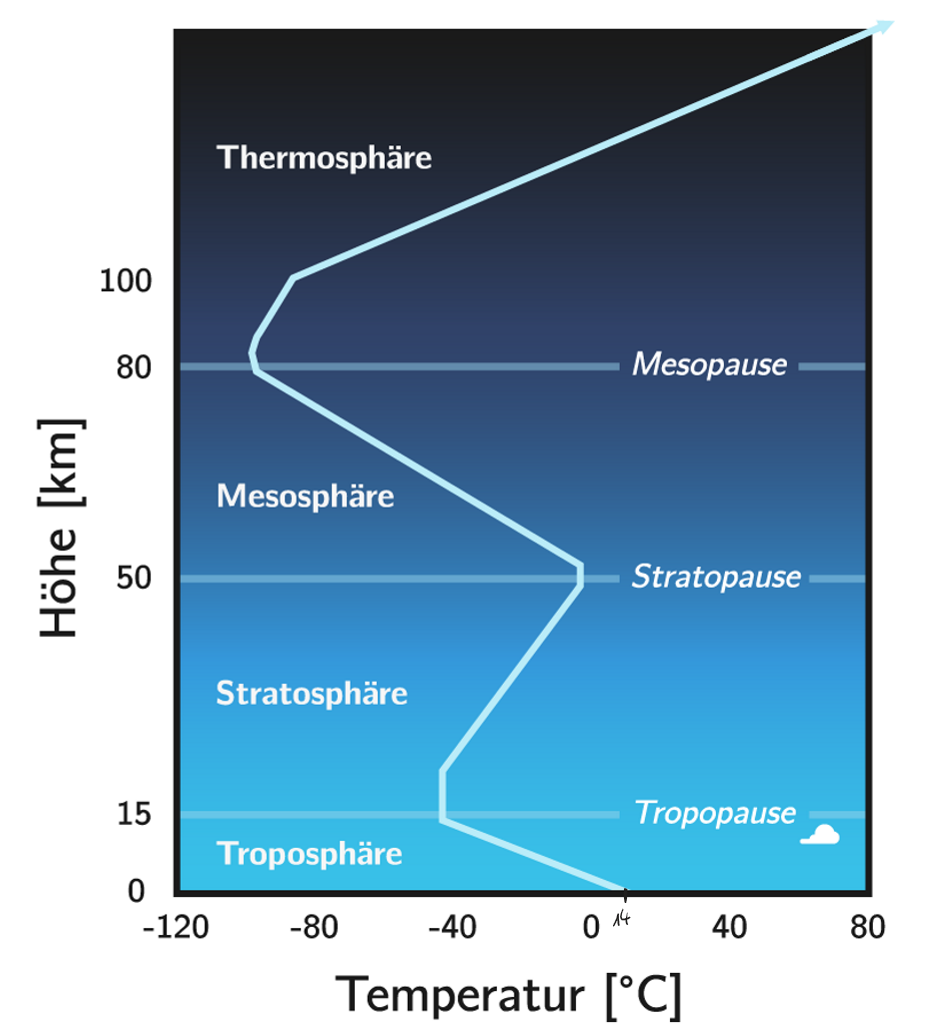 Thermosphäre
100
80
Mesopause
Höhe [km]
Mesosphäre
50
Stratopause
Stratosphäre
15
Tropopause
Troposphäre
0
-120 -80 -40 0 14 40 80
Temperatur [°C]